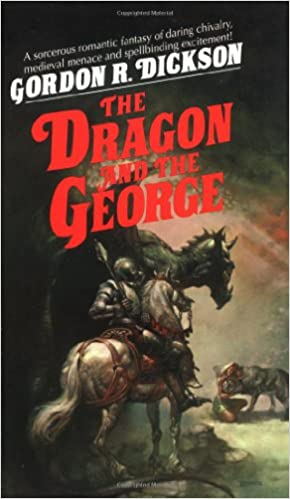 A sorcerous romantic fantasy of daring chivalry,
medieval menace and spellbinding excitement!
GORDON R. DICKSON
THE
DRAGON
AND THE
GEORGE